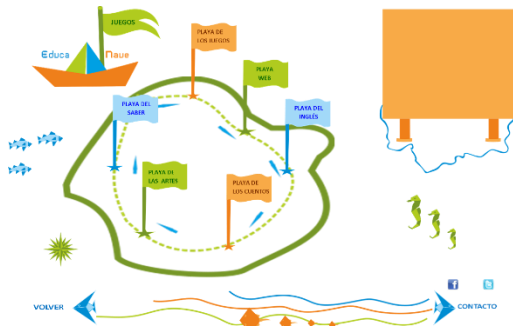 JUEGOS
Educa Nave
PLAYA DE
LOS JUEGOS
PLAYA
WEB
PLAYA DEL
SABER
PLAYA DEL
INGLÉS
PLAYA DE
LAS ARTES
PLAYA DE
LOS CUENTOS
VOLVER
CONTACTO